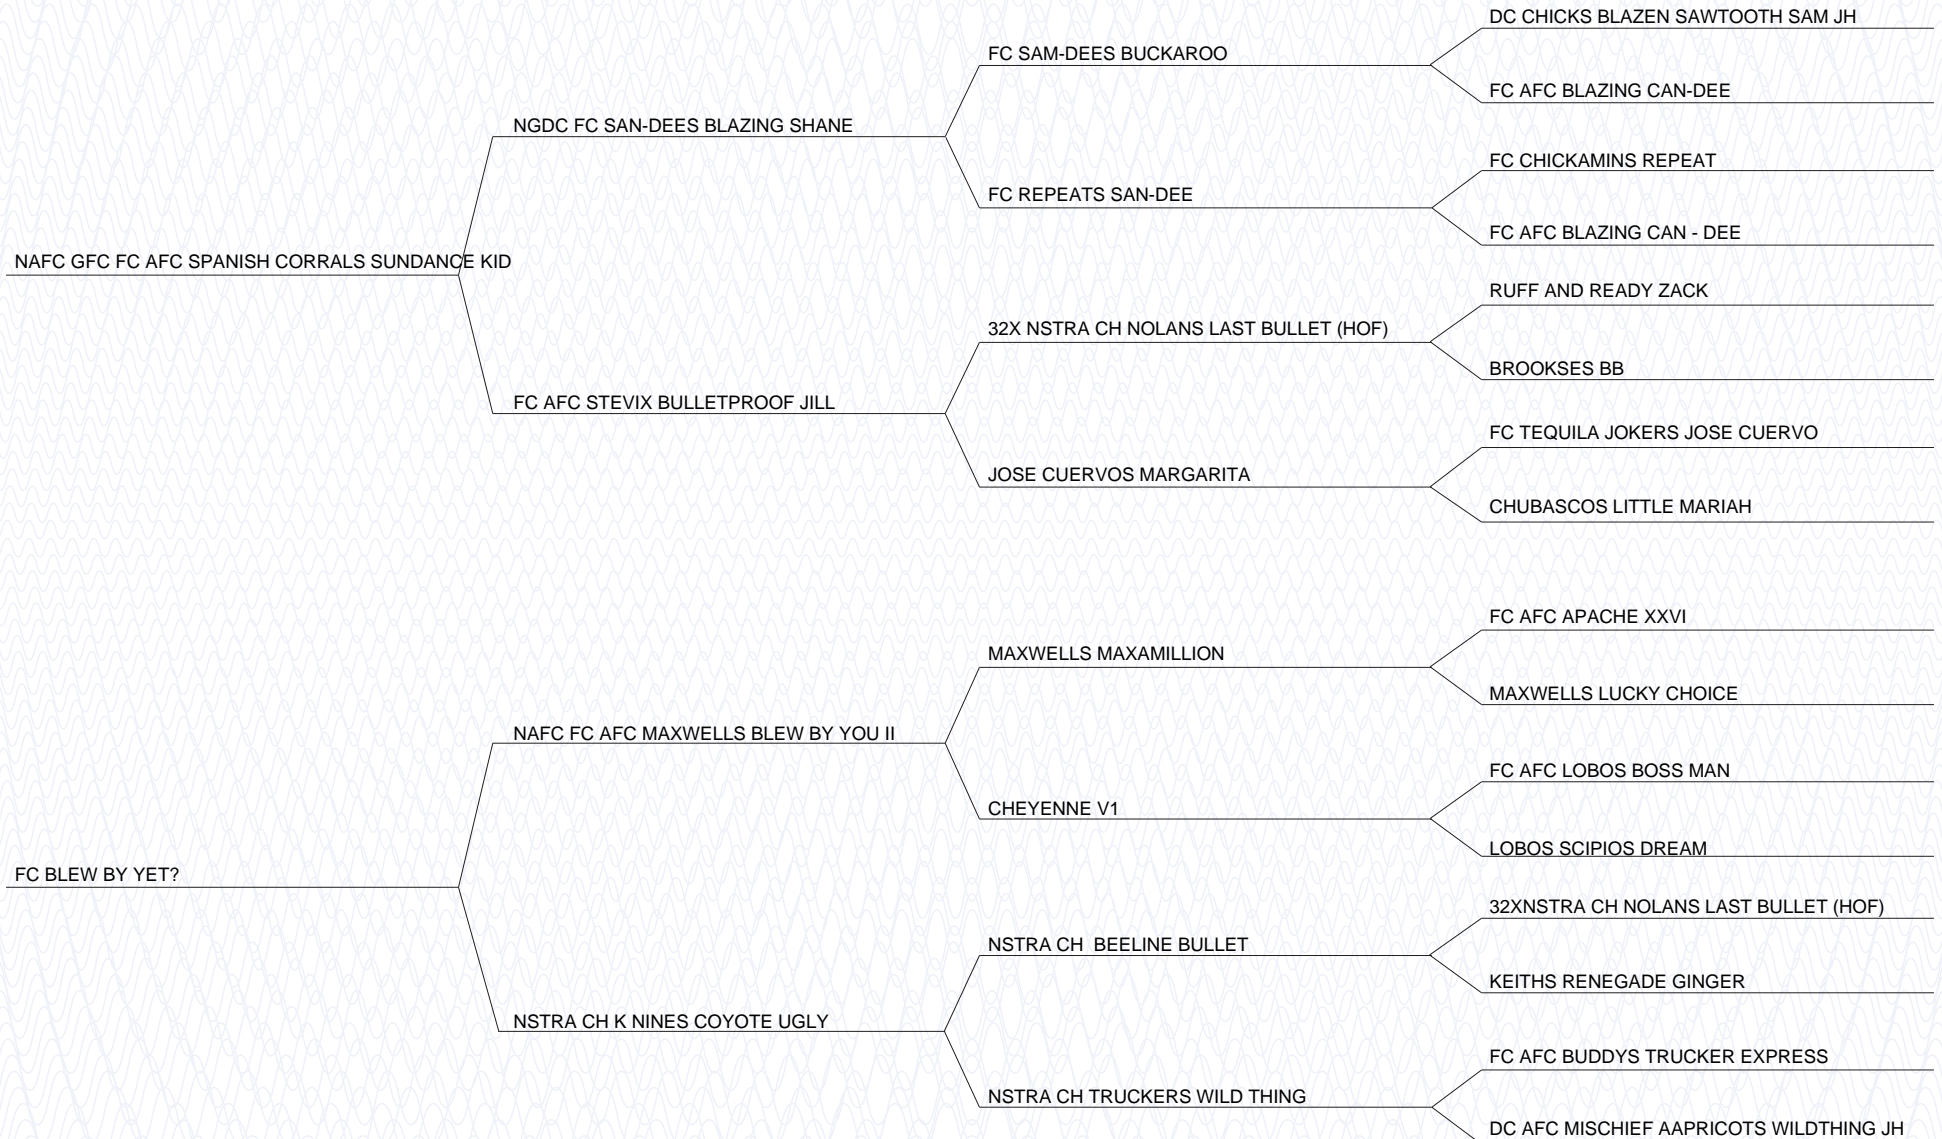 DC CHICKS BLAZEN SAWTOOTH SAM JH
FC SAM-DEES BUCKAROO
FC AFC BLAZING CAN-DEE
NGDC FC SAN-DEES BLAZING SHANE
FC CHICKAMINS REPEAT
FC REPEATS SAN-DEE
FC AFC BLAZING CAN - DEE
NAFC GFC FC AFC SPANISH CORRALS SUNDANCE KID
RUFF AND READY ZACK
32X NSTRA CH NOLANS LAST BULLET (HOF)
BROOKSES BB
FC AFC STEVIX BULLETPROOF JILL
FC TEQUILA JOKERS JOSE CUERVO
JOSE CUERVOS MARGARITA
CHUBASCOS LITTLE MARIAH
FC AFC APACHE XXVI
MAXWELLS MAXAMILLION
MAXWELLS LUCKY CHOICE
NAFC FC AFC MAXWELLS BLEW BY YOU II
FC AFC LOBOS BOSS MAN
CHEYENNE V1
LOBOS SCIPIOS DREAM
FC BLEW BY YET?
32XNSTRA CH NOLANS LAST BULLET (HOF)
NSTRA CH  BEELINE BULLET
KEITHS RENEGADE GINGER
NSTRA CH K NINES COYOTE UGLY
FC AFC BUDDYS TRUCKER EXPRESS
NSTRA CH TRUCKERS WILD THING
DC AFC MISCHIEF AAPRICOTS WILDTHING JH